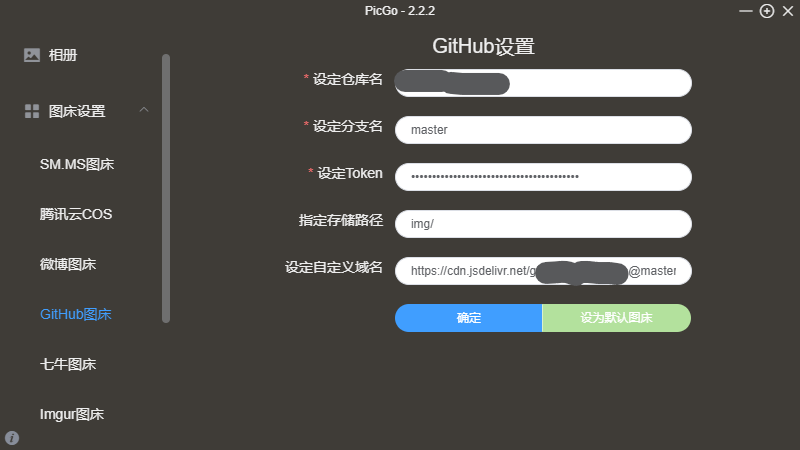 PicGo - 2.2.2
相册
图床设置
SM.MS图床
腾讯云COS
微博图床
GitHub图床
七牛图床
Imgur图床
GitHub设置
* 设定仓库名
* 设定分支名
master
* 设定Token
••••••••••••••••••••••••••••••••••••••••
指定存储路径
img/
设定自定义域名
https://cdn.jsdelivr.net/g
@master
确定
设为默认图床